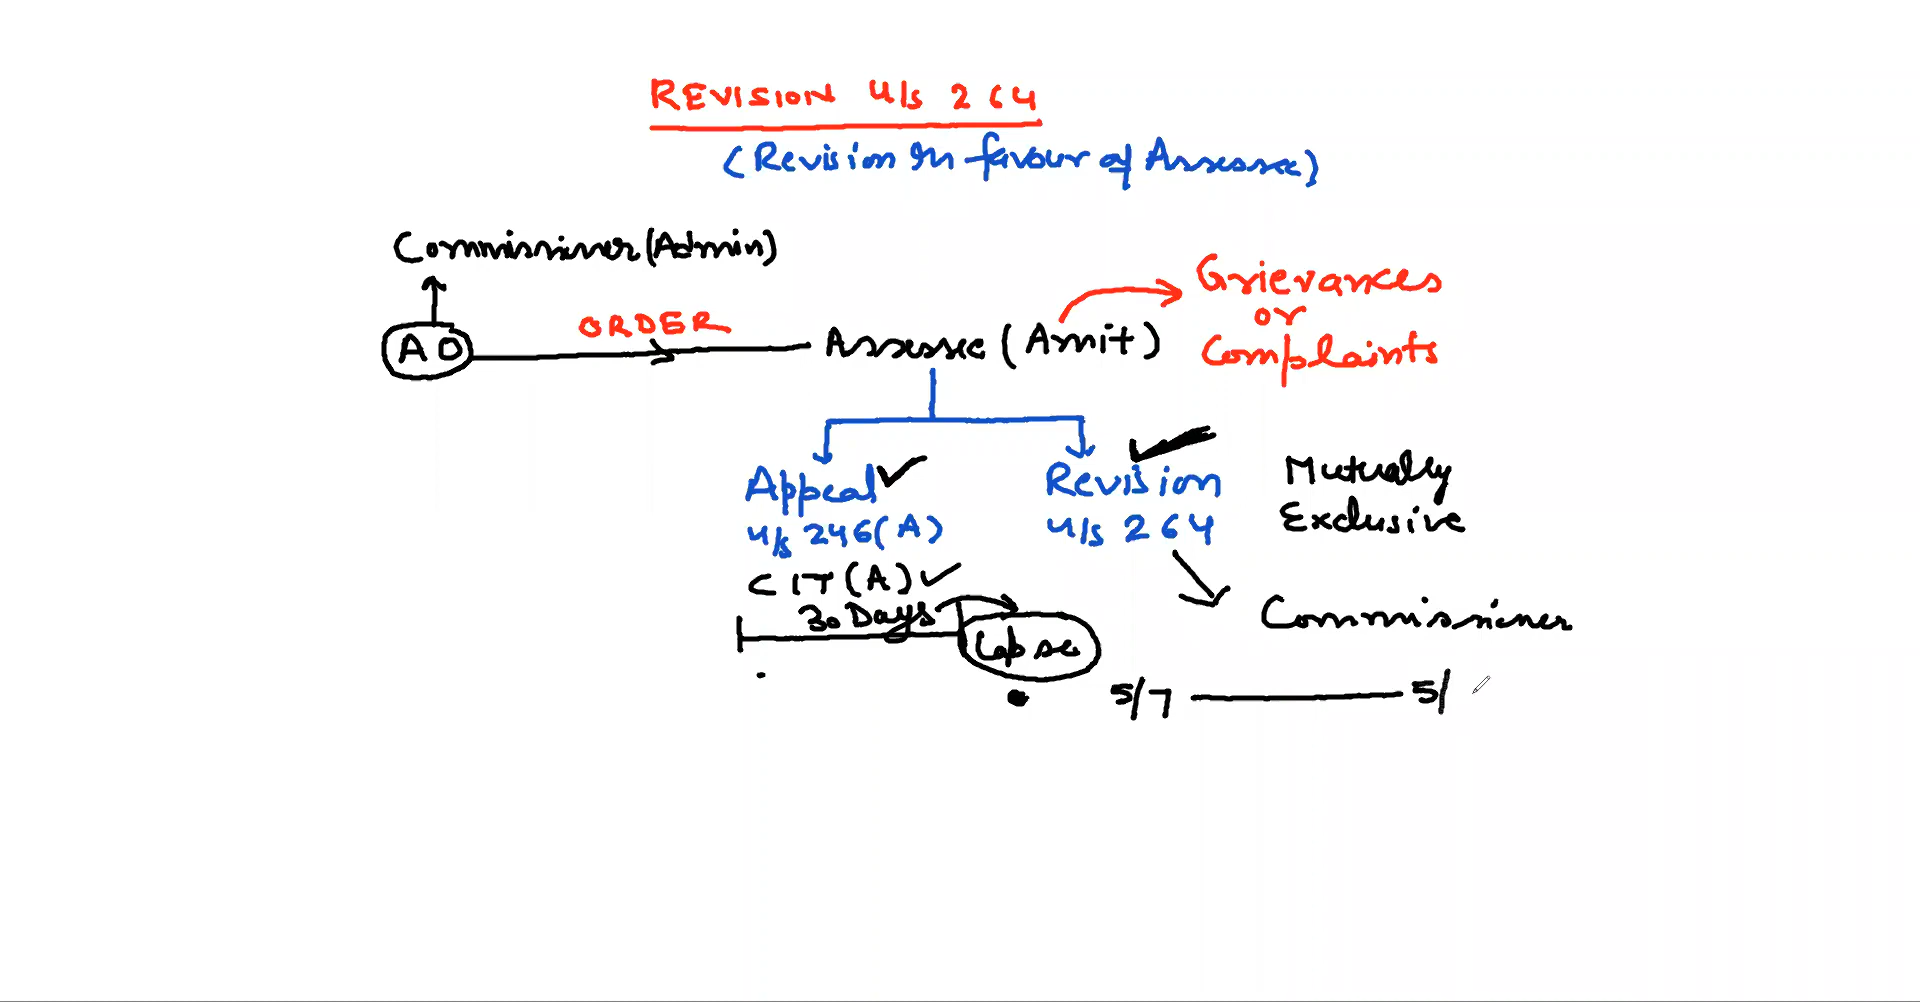 REVISION U/s 264
(Revision in favour of Assessee)
Commissioner (Admin)
AO
ORDER
Assessee (Amit)
Grievances
or
Complaints
Appeal
u/s 246(A)
CIT(A)
30 Days
Lapse
Revision
u/s 264
Mutually
Exclusive
Commissioner
5/7
5/